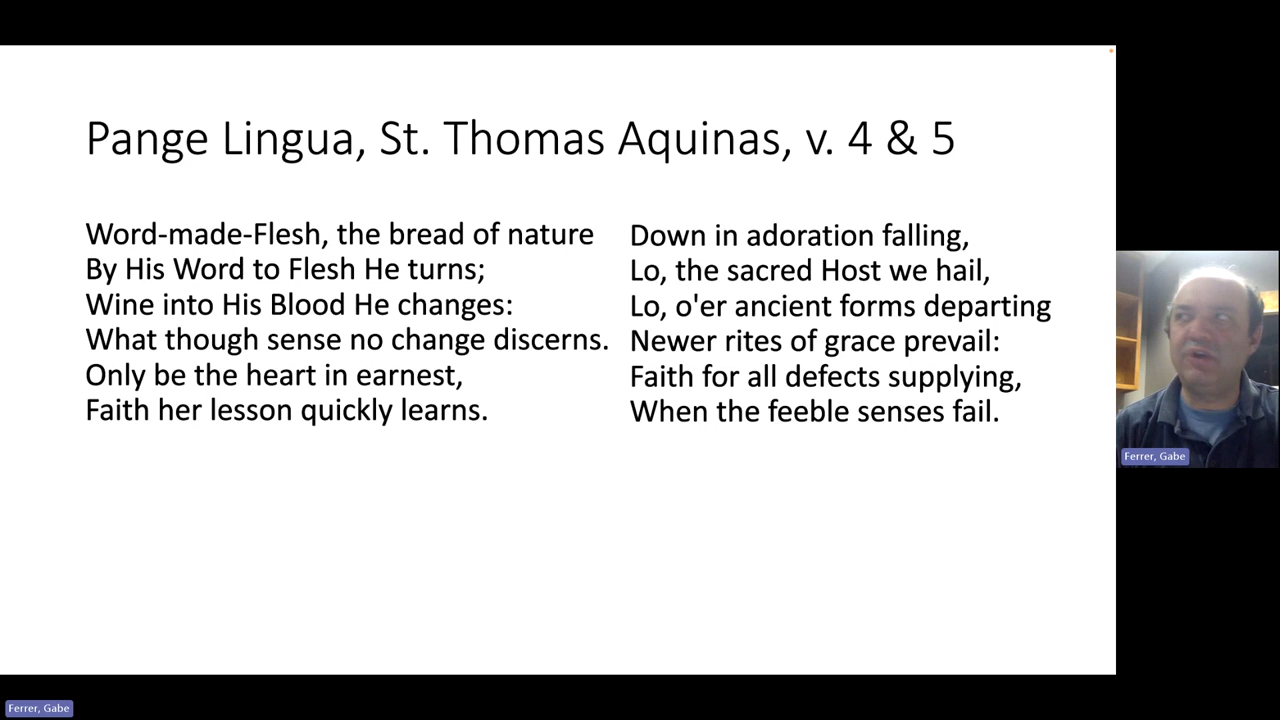 Pange Lingua, St. Thomas Aquinas, v. 4 & 5
Word-made-Flesh, the bread of nature
By His Word to Flesh He turns;
Wine into His Blood He changes:
What though sense no change discerns.
Only be the heart in earnest,
Faith her lesson quickly learns.
Down in adoration falling,
Lo, the sacred Host we hail,
Lo, o'er ancient forms departing
Newer rites of grace prevail:
Faith for all defects supplying,
When the feeble senses fail.
Ferrer, Gabe
Ferrer, Gabe